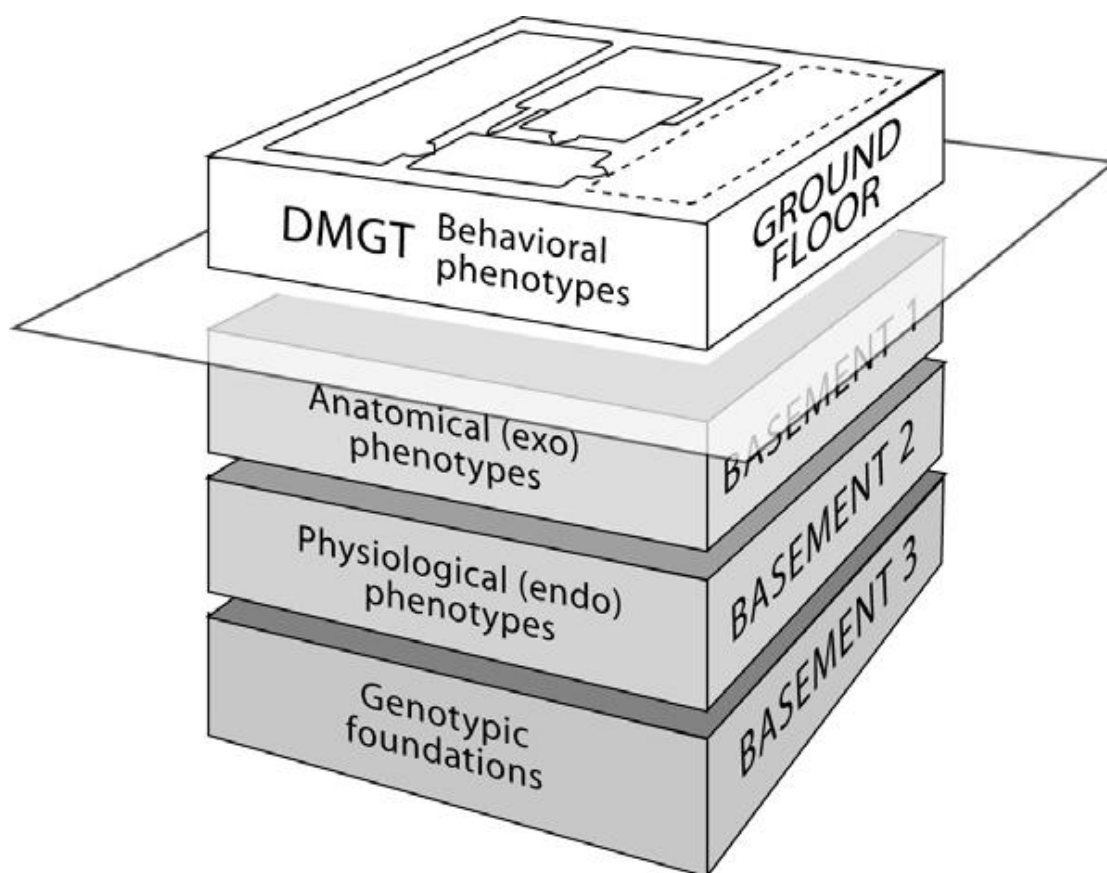 DMGT
Behavioral
phenotypes
GROUND
FLOOR
Anatomical (exo)
phenotypes
BASEMENT 1
Physiological (endo)
phenotypes
BASEMENT 2
Genotypic
foundations
BASEMENT 3